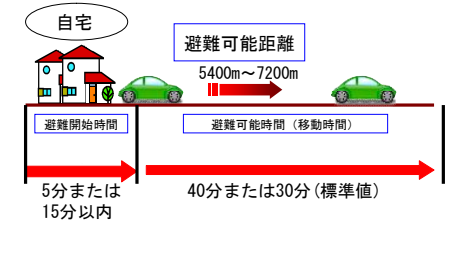 自宅
避難可能距離
5400m～7200m
避難開始時間
避難可能時間（移動時間）
5分または
15分以内
40分または30分(標準値)